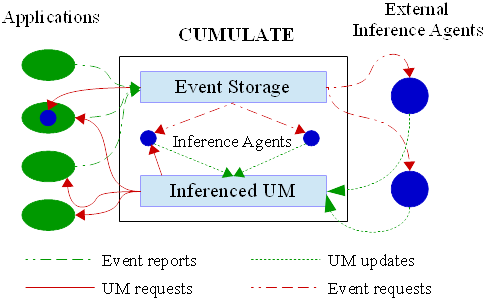 Applications
External
Inference Agents
CUMULATE
Event Storage
Inference Agents
Inferenced UM
Event reports
UM updates
UM requests
Event requests